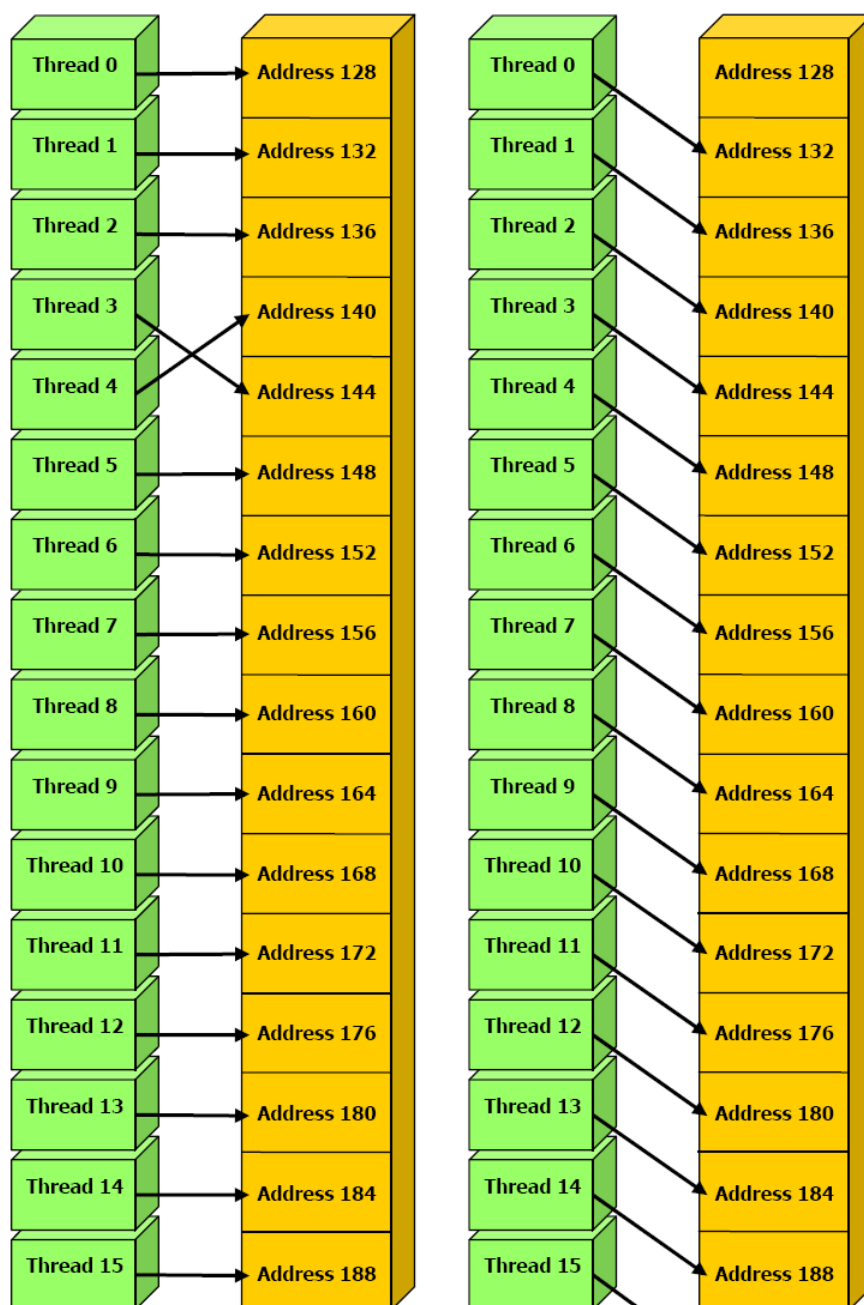 Thread 0 Address 128 Thread 0 Address 128
Thread 1 Address 132 Thread 1 Address 132
Thread 2 Address 136 Thread 2 Address 136
Thread 3 Address 140 Thread 3 Address 140
Thread 4 Address 144 Thread 4 Address 144
Thread 5 Address 148 Thread 5 Address 148
Thread 6 Address 152 Thread 6 Address 152
Thread 7 Address 156 Thread 7 Address 156
Thread 8 Address 160 Thread 8 Address 160
Thread 9 Address 164 Thread 9 Address 164
Thread 10 Address 168 Thread 10 Address 168
Thread 11 Address 172 Thread 11 Address 172
Thread 12 Address 176 Thread 12 Address 176
Thread 13 Address 180 Thread 13 Address 180
Thread 14 Address 184 Thread 14 Address 184
Thread 15 Address 188 Thread 15 Address 188